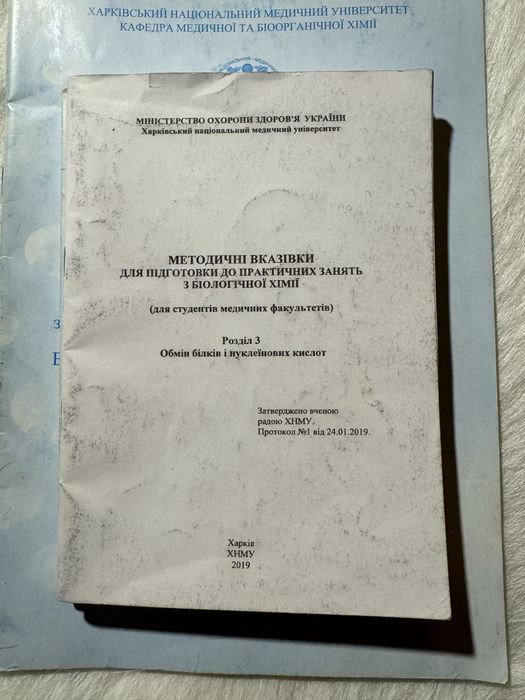 ХАРКІВСЬКИЙ НАЦІОНАЛЬНИЙ МЕДИЧНИЙ УНІВЕРСИТЕТ
КАФЕДРА МЕДИЧНОЇ ТА БІООРГАНІЧНОЇ ХІМІЇ
МІНІСТЕРСТВО ОХОРОНИ ЗДОРОВ'Я УКРАЇНИ
Харківський національний медичний університет
МЕТОДИЧНІ ВКАЗІВКИ
ДЛЯ ПІДГОТОВКИ ДО ПРАКТИЧНИХ ЗАНЯТЬ
З БІОЛОГІЧНОЇ ХІМІЇ
(для студентів медичних факультетів)
Розділ 3
Обмін білків і нуклеїнових кислот
Затверджено вченою
радою ХНМУ.
Протокол №1 від 24.01.2019.
Харків
ХНМУ
2019